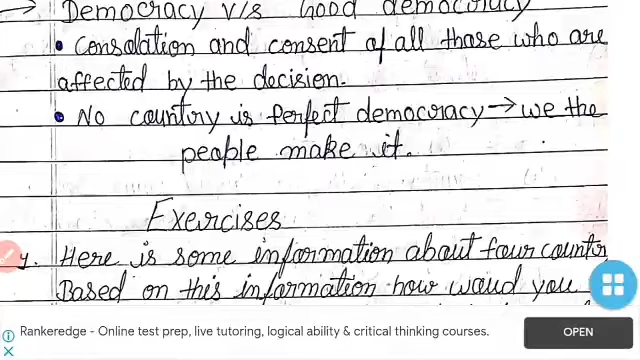 Democracy v/s Good democracy
• Consolation and consent of all those who are
affected by the decision.
• No country is perfect democracy → we the
people make it.
Exercises
1. Here is some information about four countr
Based on this information how waud you
Rankeredge - Online test prep, live tutoring, logical ability & critical thinking courses.
OPEN